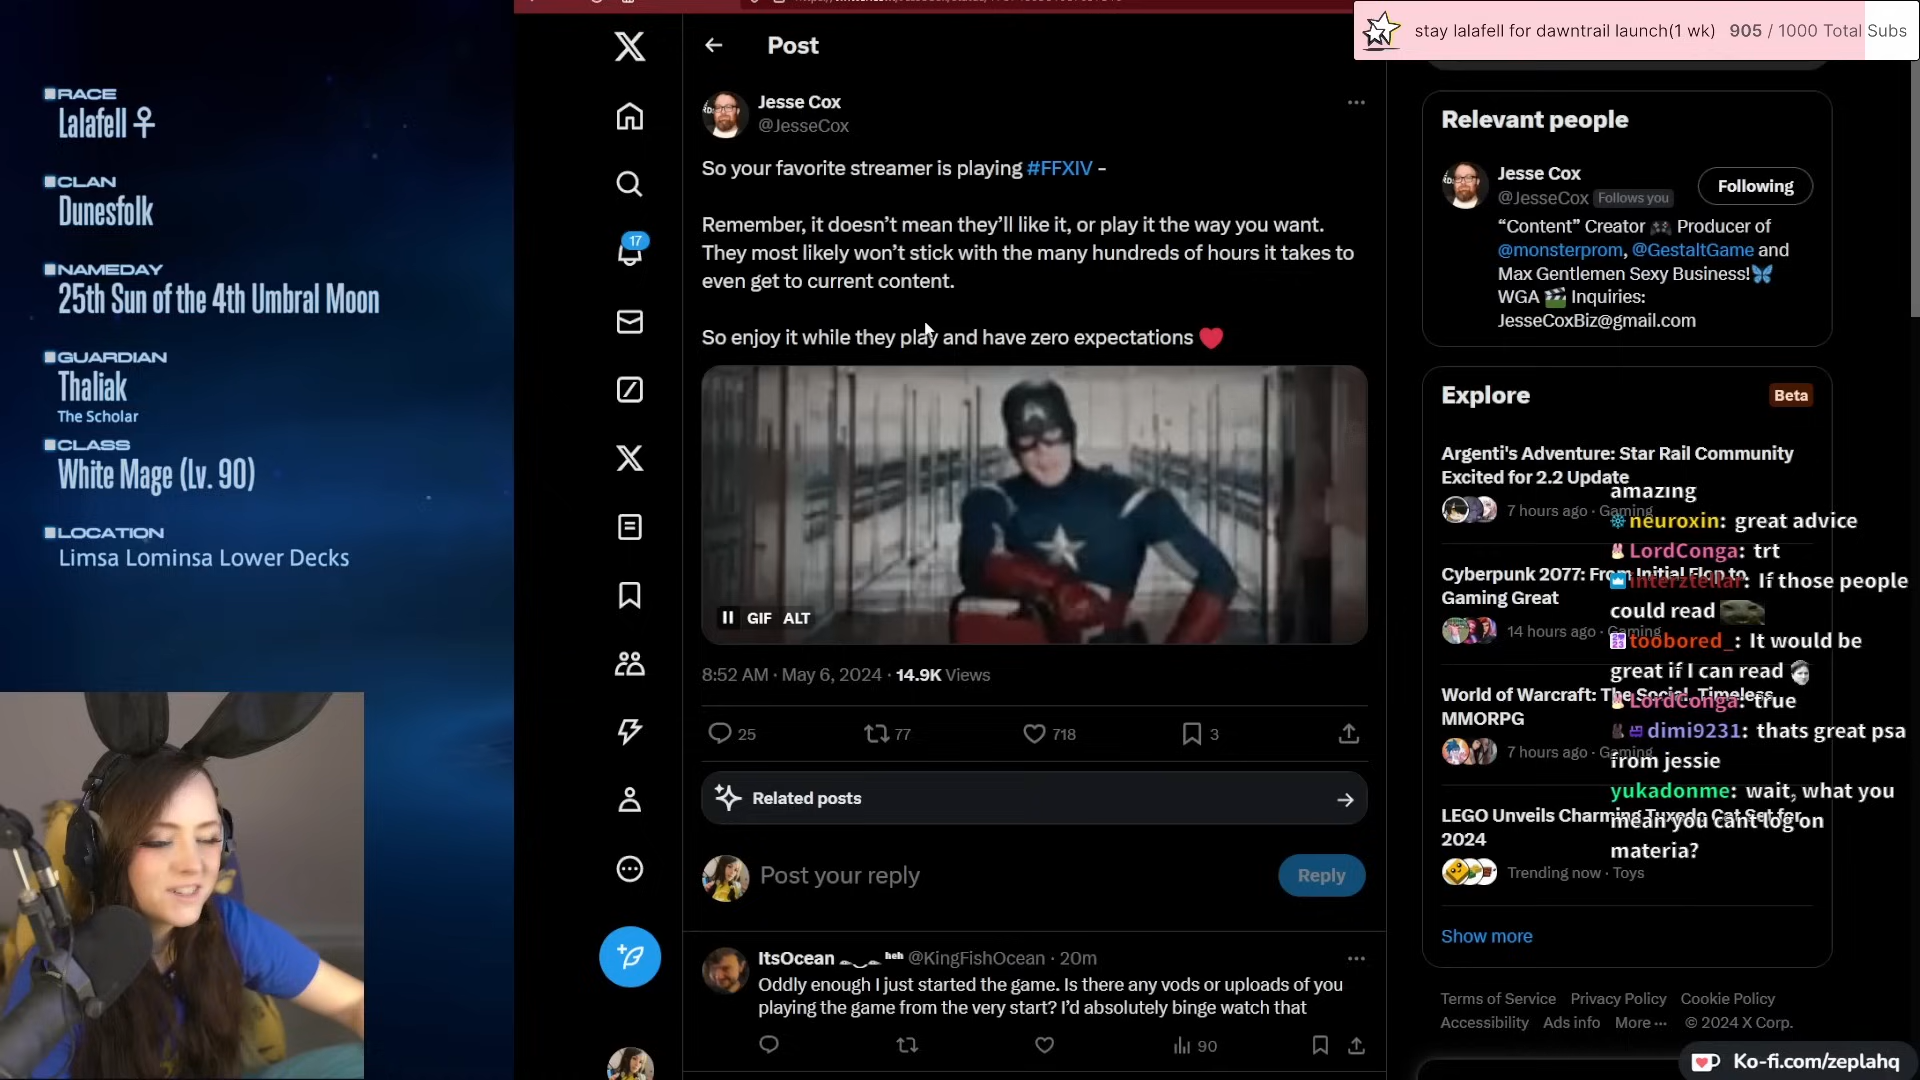 RACE
Lalafell ♀
CLAN
Dunesfolk
NAMEDAY
25th Sun of the 4th Umbral Moon
GUARDIAN
Thaliak
The Scholar
CLASS
White Mage (Lv. 90)
LOCATION
Limsa Lominsa Lower Decks
17
Post
Jesse Cox
@JesseCox
So your favorite streamer is playing #FFXIV -
Remember, it doesn't mean they'll like it, or play it the way you want.
They most likely won't stick with the many hundreds of hours it takes to
even get to current content.
So enjoy it while they play and have zero expectations ❤️
GIF ALT
8:52 AM · May 6, 2024 · 14.9K Views
25 77 718 3
Related posts
Post your reply
Reply
ItsOcean heh @KingFishOcean · 20m
Oddly enough I just started the game. Is there any vods or uploads of you
playing the game from the very start? I'd absolutely binge watch that
90
stay lalafell for dawntrail launch(1 wk) 905 / 1000 Total Subs
Relevant people
Jesse Cox
@JesseCox Follows you
Following
“Content” Creator 🎮 Producer of
@monsterprom, @GestaltGame and
Max Gentlemen Sexy Business!🦋
WGA 🎬 Inquiries:
JesseCoxBiz@gmail.com
Explore
Beta
Argenti's Adventure: Star Rail Community
Excited for 2.2 Update
7 hours ago · Gaming
Cyberpunk 2077: From Initial Flop to
Gaming Great
14 hours ago · Gaming
World of Warcraft: The Social, Timeless
MMORPG
7 hours ago · Gaming
LEGO Unveils Charming Tuxedo Cat Set for
2024
Trending now · Toys
Show more
amazing
neuroxin: great advice
LordConga: trt
interztellar: If those people
could read
toobored_: It would be
great if I can read
LordConga: true
dimi9231: thats great psa
from jessie
yukadonme: wait, what you
mean you cant log on
materia?
Terms of Service Privacy Policy Cookie Policy
Accessibility Ads info More ··· © 2024 X Corp.
Ko-fi.com/zeplahq